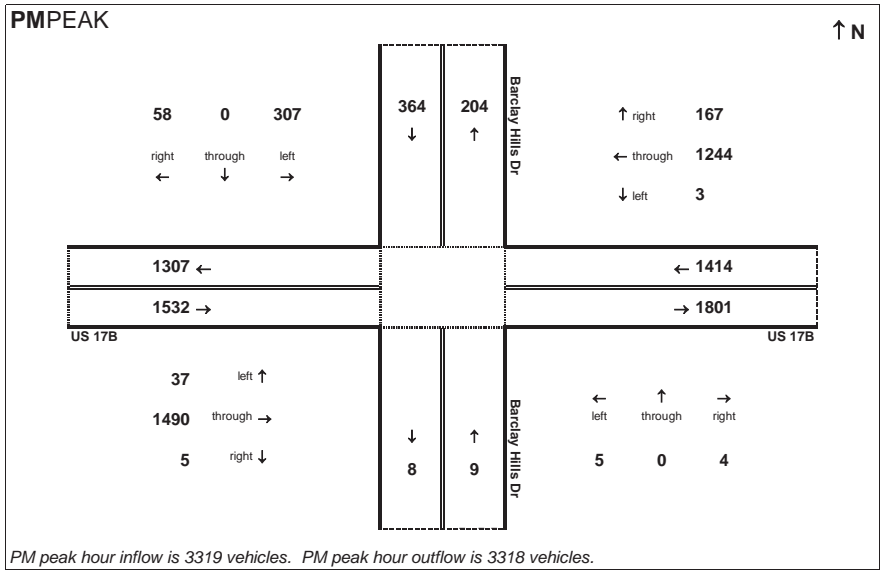 PMPEAK
↑ N
58 0 307
right through left
← ↓ →
364 204
↓ ↑
Barclay Hills Dr
↑ right 167
← through 1244
↓ left 3
1307 ←
← 1414
1532 →
→ 1801
US 17B
US 17B
37 left ↑
1490 through →
5 right ↓
↓ ↑
8 9
Barclay Hills Dr
← ↑ →
left through right
5 0 4
PM peak hour inflow is 3319 vehicles. PM peak hour outflow is 3318 vehicles.